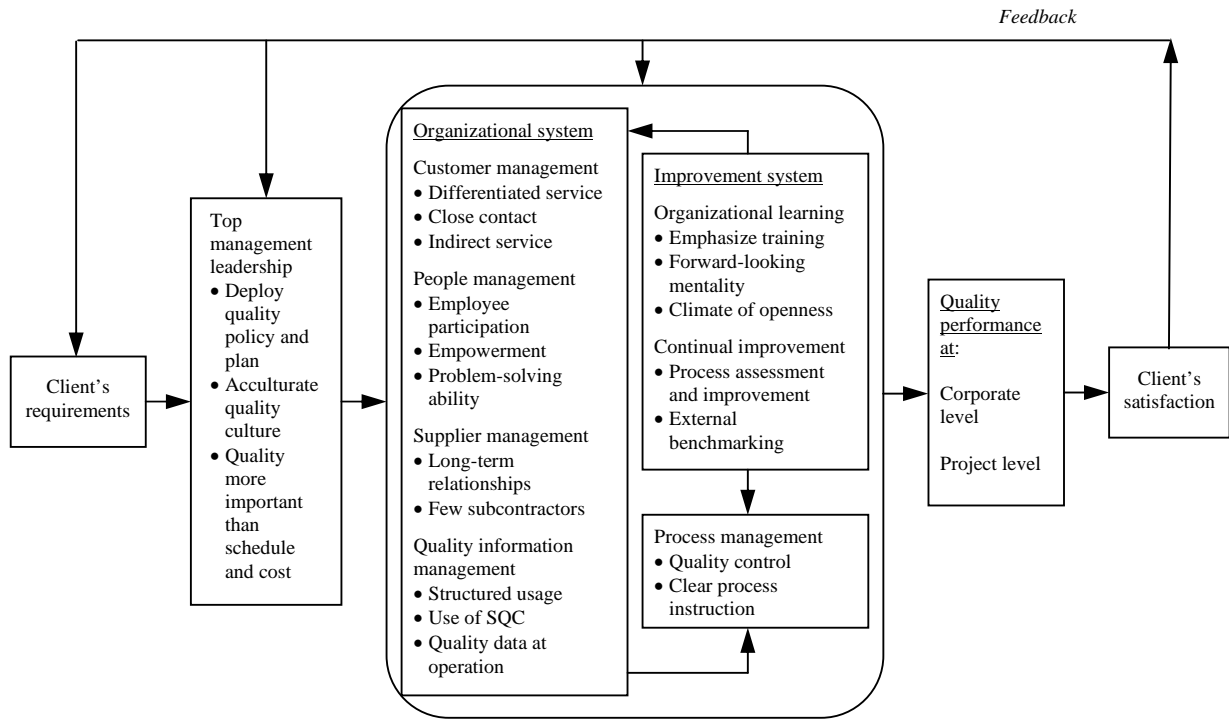 Feedback
Client’s
requirements
Top
management
leadership
• Deploy
quality
policy and
plan
• Acculturate
quality
culture
• Quality
more
important
than
schedule
and cost
Organizational system
Customer management
• Differentiated service
• Close contact
• Indirect service
People management
• Employee
participation
• Empowerment
• Problem-solving
ability
Supplier management
• Long-term
relationships
• Few subcontractors
Quality information
management
• Structured usage
• Use of SQC
• Quality data at
operation
Improvement system
Organizational learning
• Emphasize training
• Forward-looking
mentality
• Climate of openness
Continual improvement
• Process assessment
and improvement
• External
benchmarking
Process management
• Quality control
• Clear process
instruction
Quality
performance
at:
Corporate
level
Project level
Client’s
satisfaction